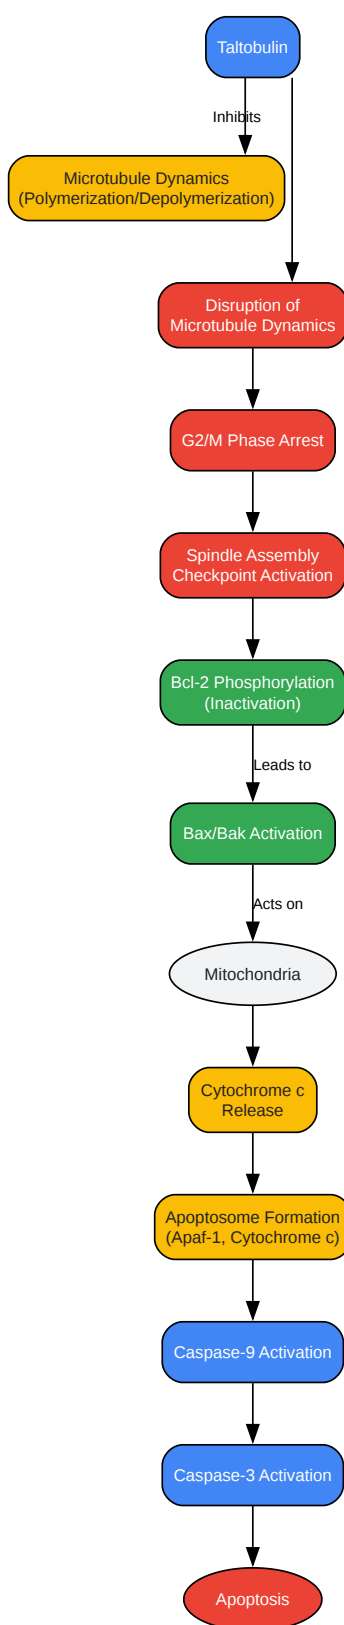 Taltobulin
Inhibits
Microtubule Dynamics
(Polymerization/Depolymerization)
Disruption of
Microtubule Dynamics
G2/M Phase Arrest
Spindle Assembly
Checkpoint Activation
Bcl-2 Phosphorylation
(Inactivation)
Leads to
Bax/Bak Activation
Acts on
Mitochondria
Cytochrome c
Release
Apoptosome Formation
(Apaf-1, Cytochrome c)
Caspase-9 Activation
Caspase-3 Activation
Apoptosis